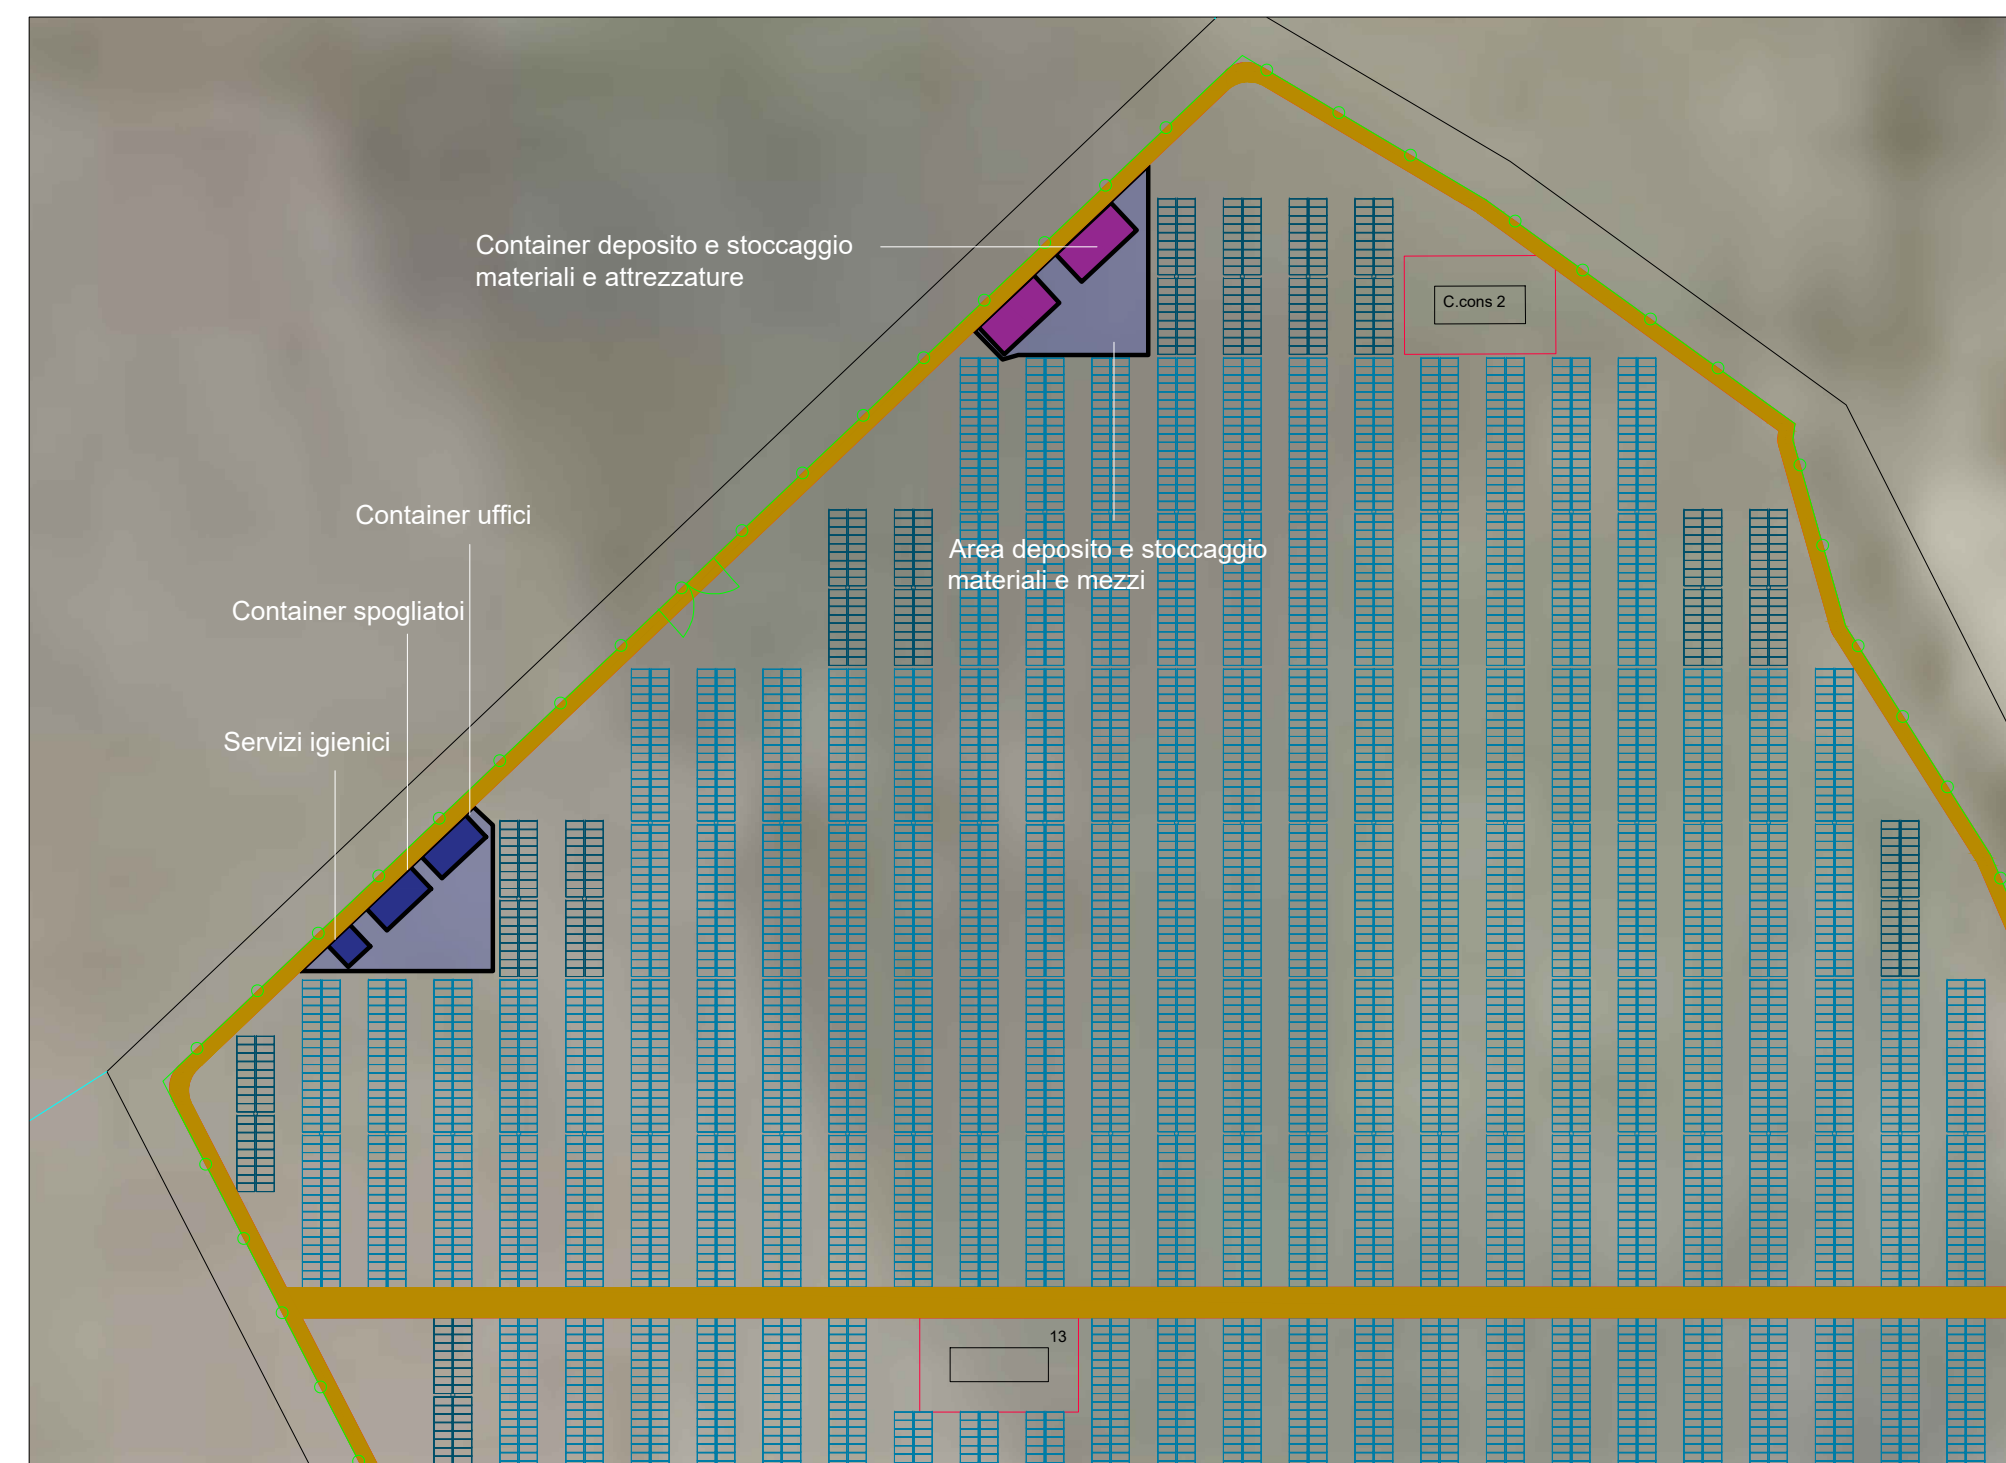 Container deposito e stoccaggio
materiali e attrezzature
C.cons 2
Container uffici
Area deposito e stoccaggio
materiali e mezzi
Container spogliatoi
Servizi igienici
13